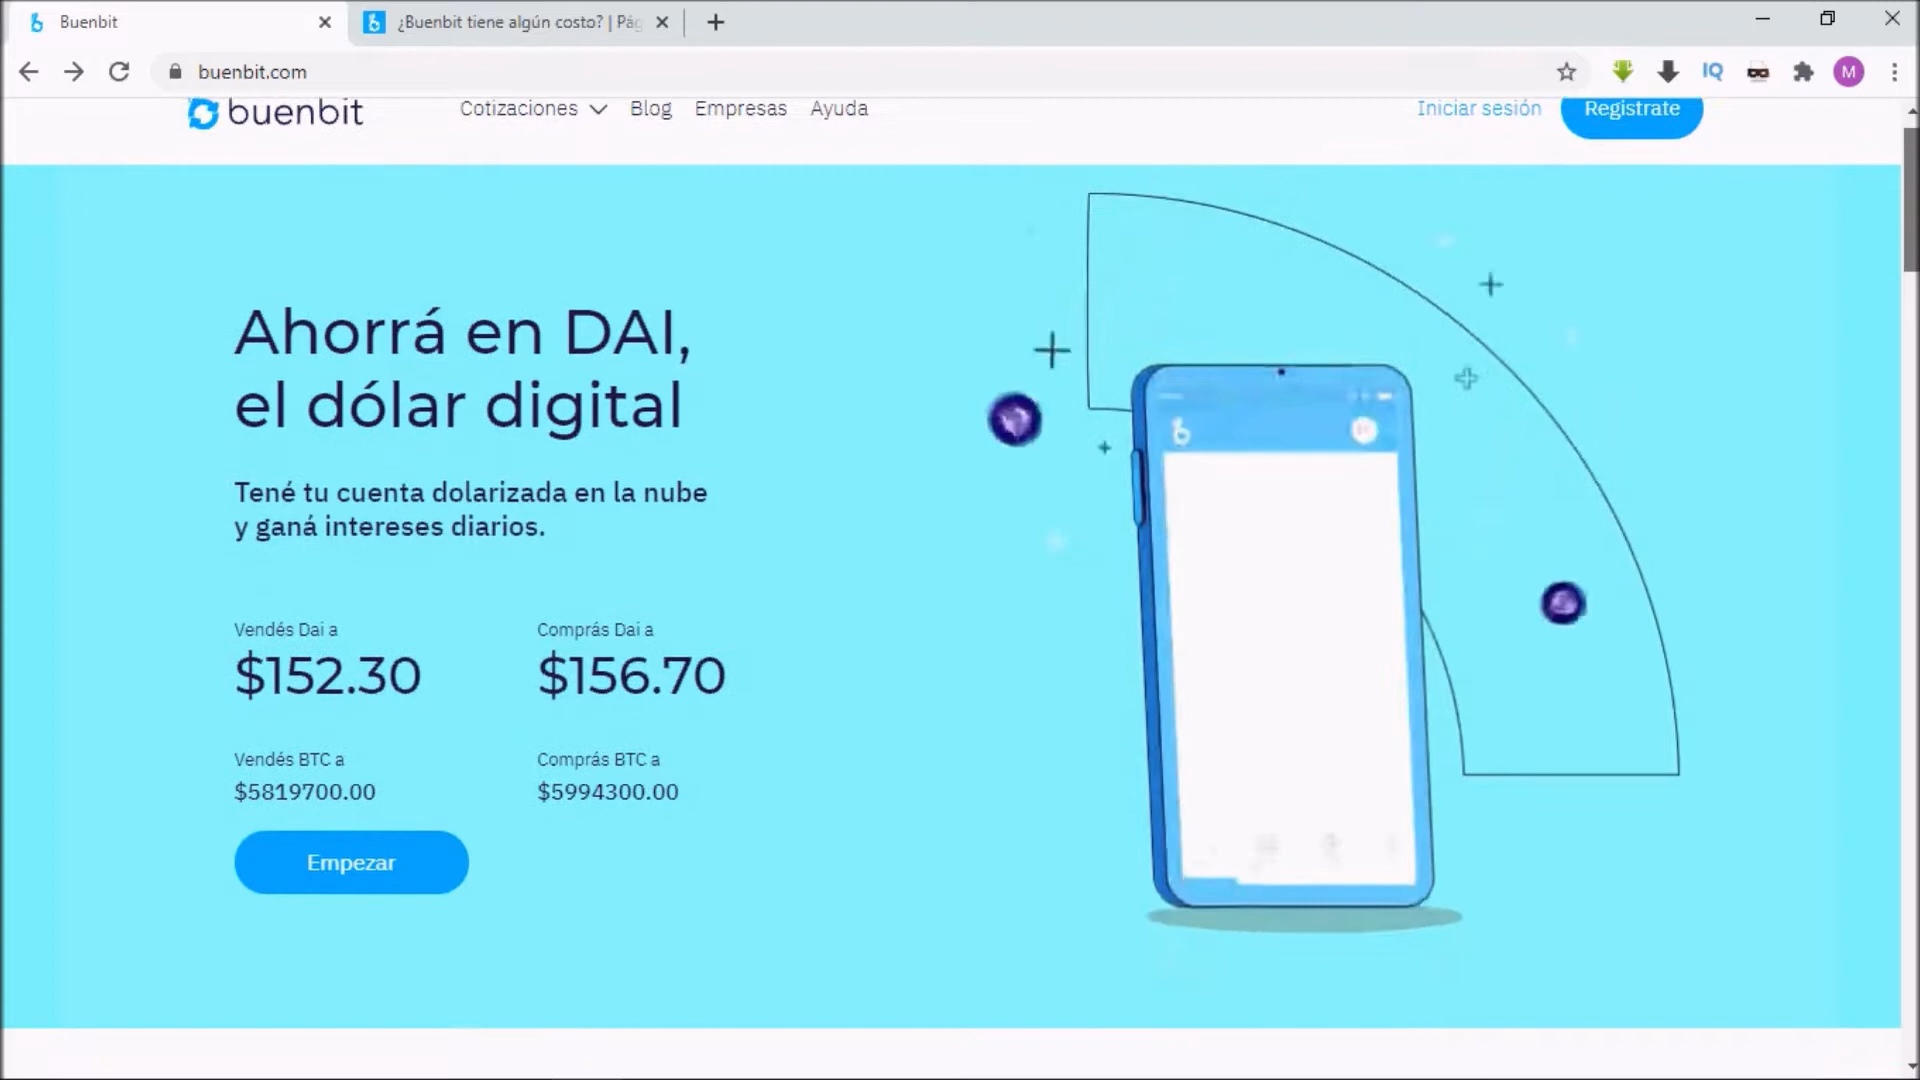 Buenbit
¿Buenbit tiene algún costo? | Pág
buenbit.com
IQ
M
buenbit
Cotizaciones
Blog
Empresas
Ayuda
Iniciar sesión
Registrate
Ahorrá en DAI,
el dólar digital
Tené tu cuenta dolarizada en la nube
y ganá intereses diarios.
Vendés Dai a
Comprás Dai a
$152.30
$156.70
Vendés BTC a
Comprás BTC a
$5819700.00
$5994300.00
Empezar